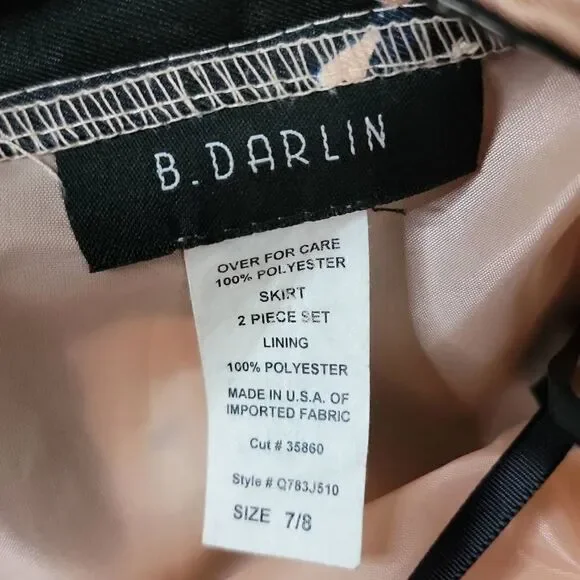 B.DARLIN
OVER FOR CARE
100% POLYESTER
SKIRT
2 PIECE SET
LINING
100% POLYESTER
MADE IN U.S.A. OF
IMPORTED FABRIC
Cut # 35860
Style # Q783J510
SIZE 7/8